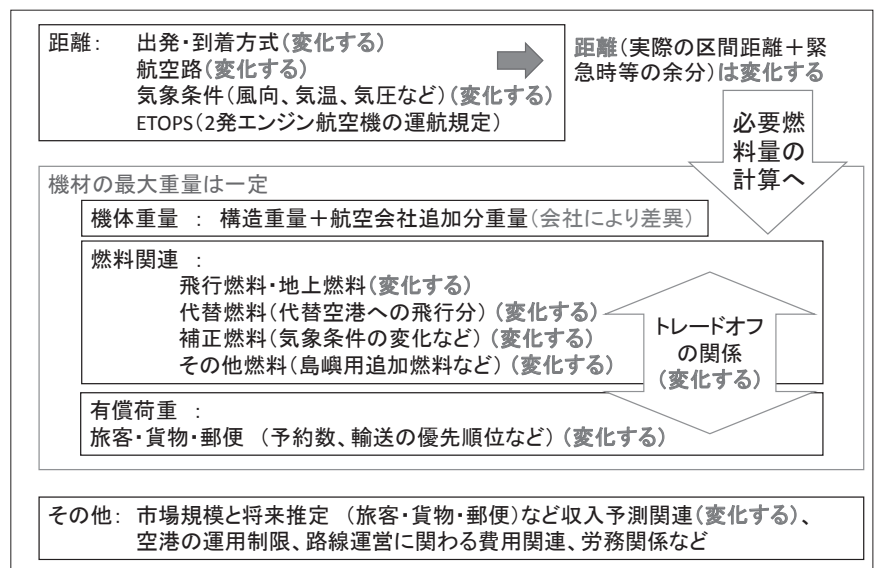 距離： 出発・到着方式(変化する)
航空路(変化する)
気象条件(風向、気温、気圧など)(変化する)
ETOPS(2発エンジン航空機の運航規定)
距離(実際の区間距離＋緊
急時等の余分)は変化する
必要燃
料量の
計算へ
機材の最大重量は一定
機体重量 ： 構造重量＋航空会社追加分重量(会社により差異)
燃料関連 ：
飛行燃料・地上燃料(変化する)
代替燃料(代替空港への飛行分) (変化する)
補正燃料(気象条件の変化など) (変化する)
その他燃料(島嶼用追加燃料など) (変化する)
トレードオフ
の関係
(変化する)
有償荷重 ：
旅客・貨物・郵便 (予約数、輸送の優先順位など) (変化する)
その他： 市場規模と将来推定 (旅客・貨物・郵便)など収入予測関連(変化する)、
空港の運用制限、路線運営に関わる費用関連、労務関係など